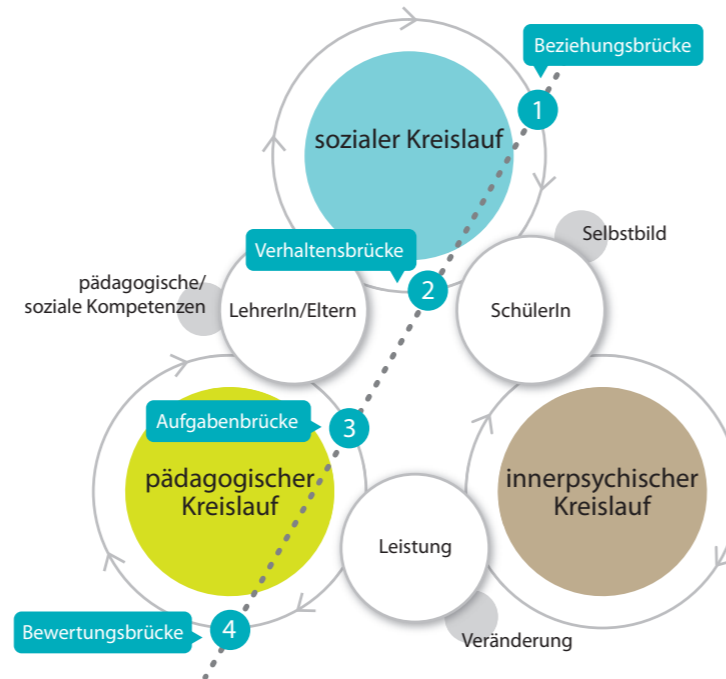 Beziehungsbrücke
1
sozialer Kreislauf
Selbstbild
Verhaltensbrücke
pädagogische/
soziale Kompetenzen
2
LehrerIn/Eltern
SchülerIn
Aufgabenbrücke
3
pädagogischer
Kreislauf
innerpsychischer
Kreislauf
Leistung
Bewertungsbrücke
4
Veränderung